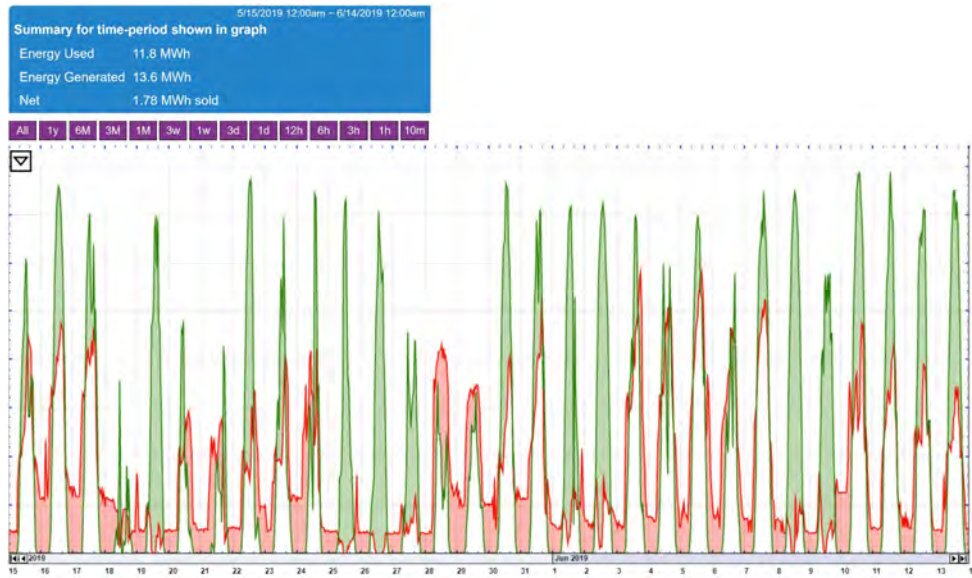 5/15/2019 12:00am – 6/14/2019 12:00am
Summary for time-period shown in graph
Energy Used 11.8 MWh
Energy Generated 13.6 MWh
Net 1.78 MWh sold
All 1y 6M 3M 1M 3w 1w 3d 1d 12h 6h 3h 1h 10m
2019 Jun 2019
15 16 17 18 19 20 21 22 23 24 25 26 27 28 29 30 31 1 2 3 4 5 6 7 8 9 10 11 12 13 1